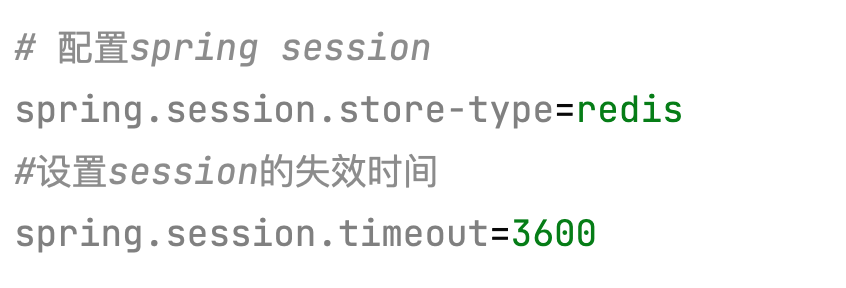 # 配置spring session
spring.session.store-type=redis
#设置session的失效时间
spring.session.timeout=3600